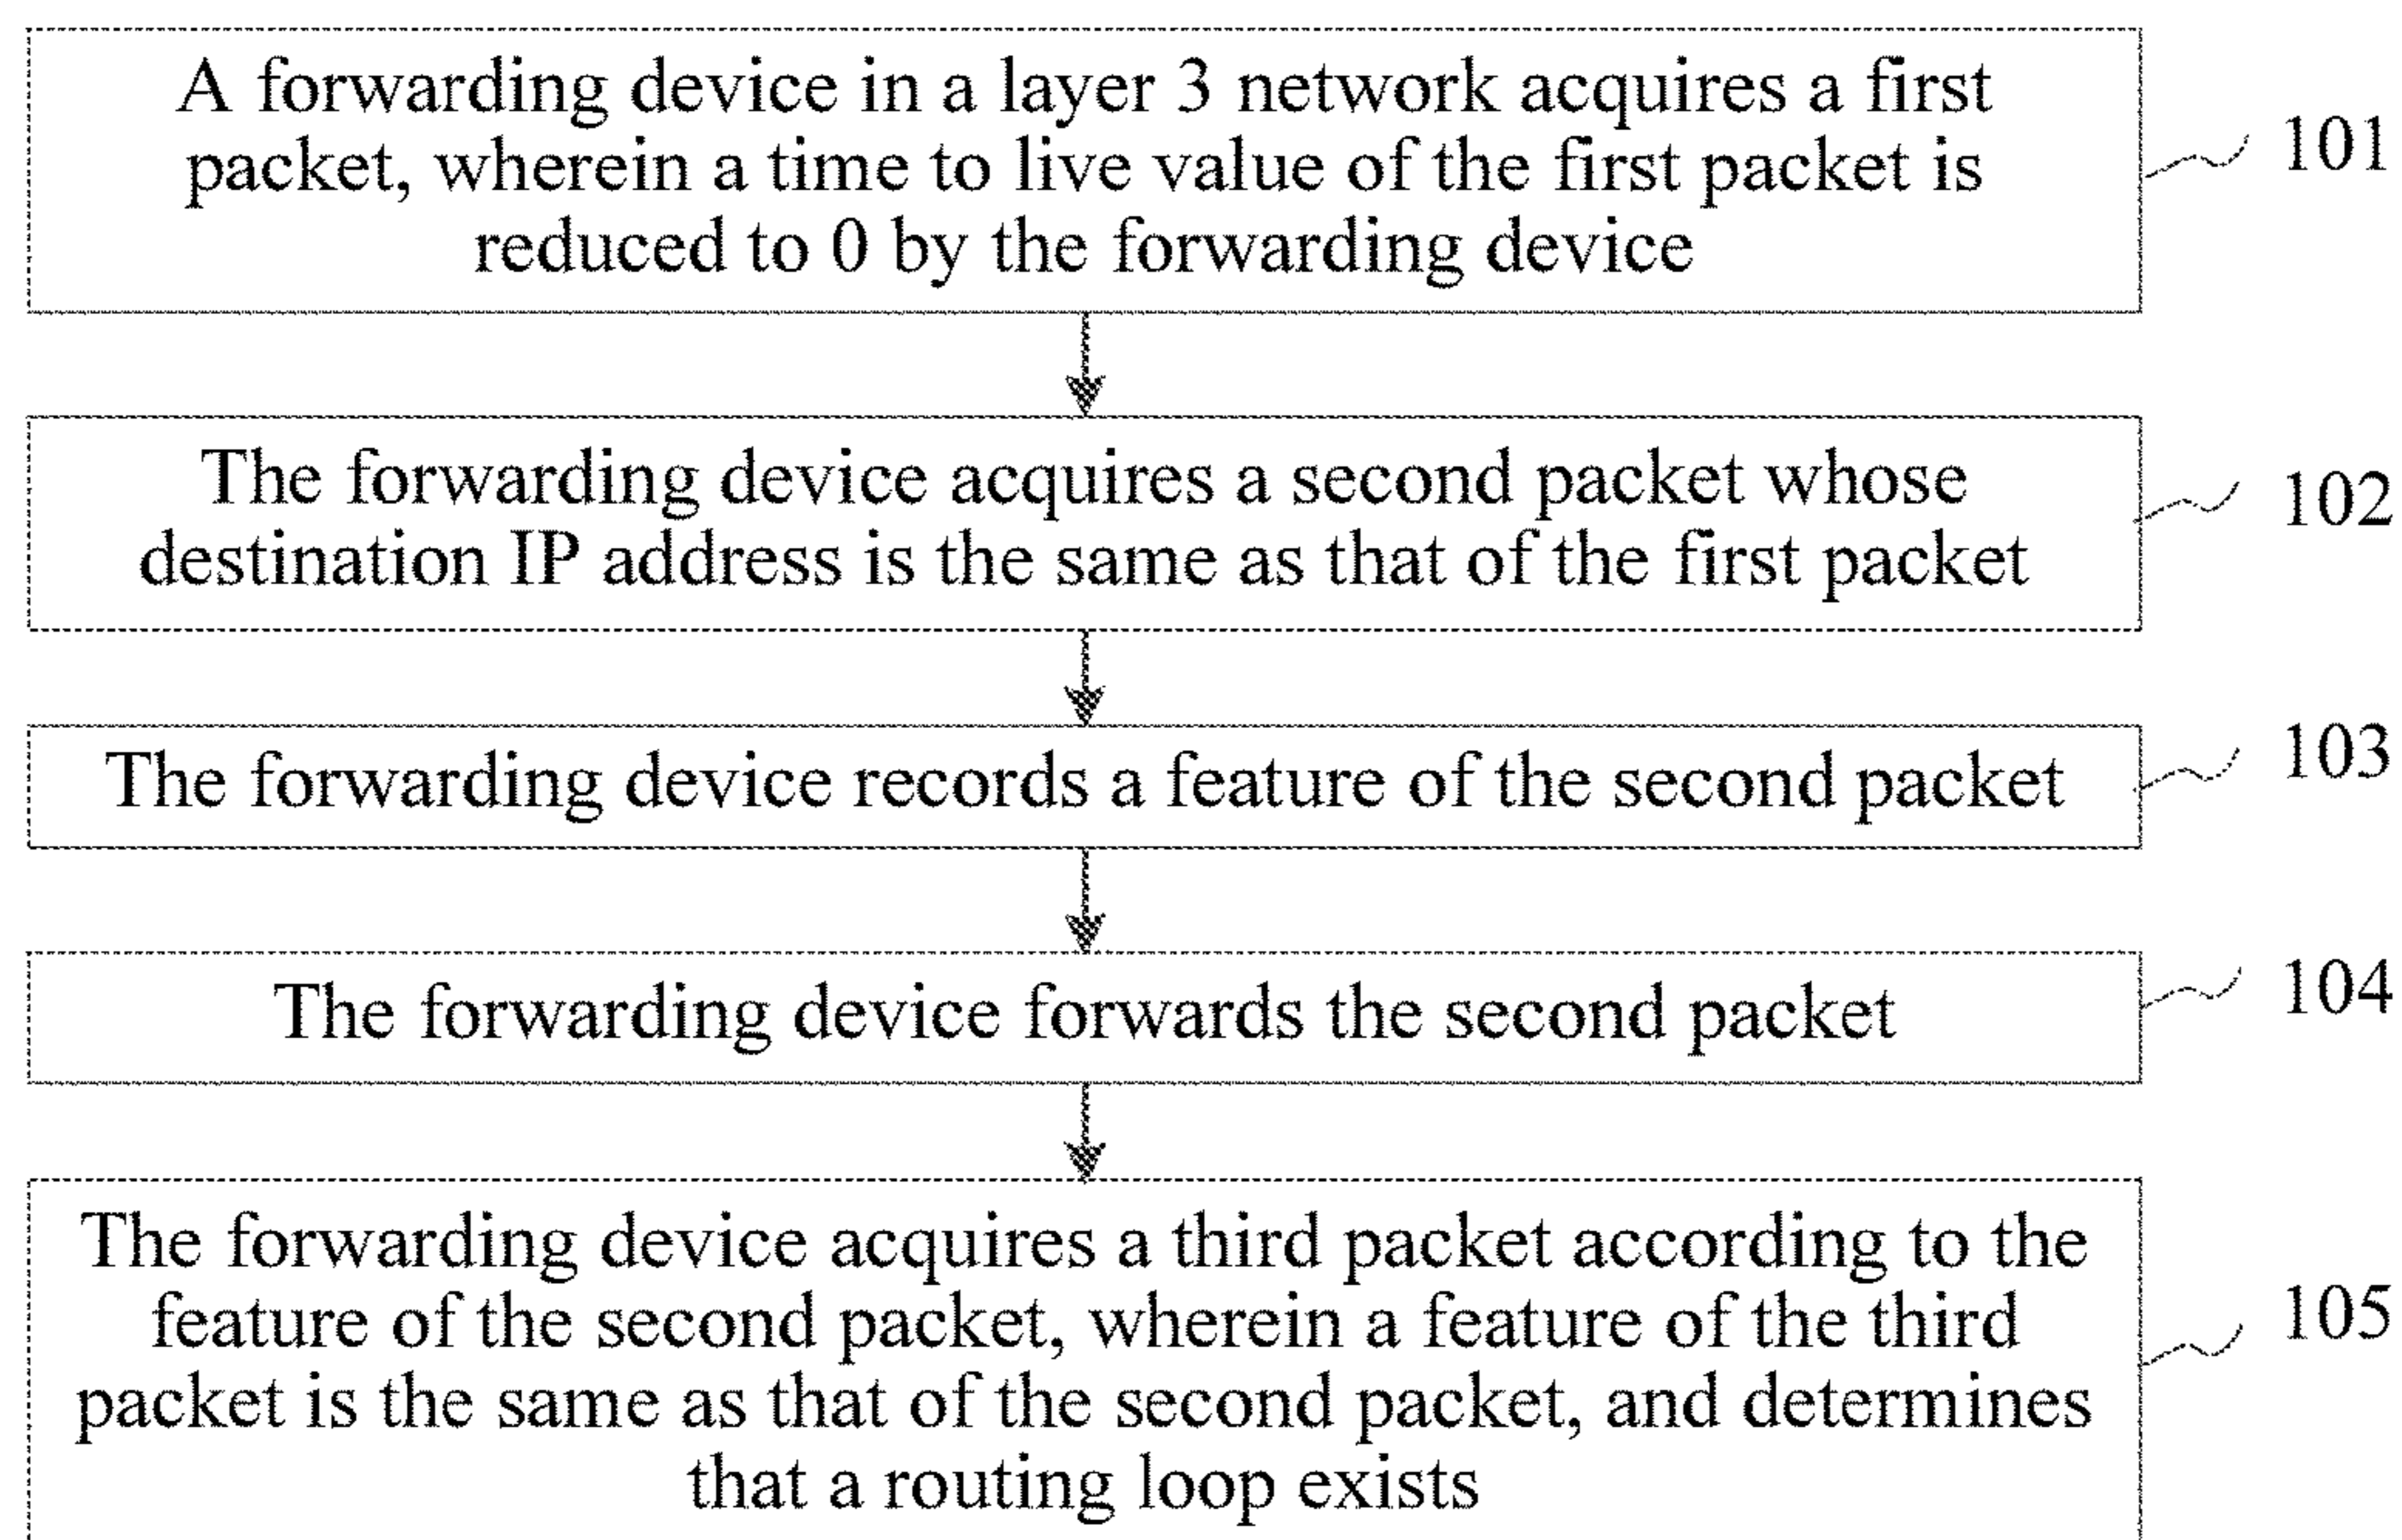 A forwarding device in a layer 3 network acquires a first
packet, wherein a time to live value of the first packet is
reduced to 0 by the forwarding device
101
The forwarding device acquires a second packet whose
destination IP address is the same as that of the first packet
102
The forwarding device records a feature of the second packet
103
The forwarding device forwards the second packet
104
The forwarding device acquires a third packet according to the
feature of the second packet, wherein a feature of the third
packet is the same as that of the second packet, and determines
that a routing loop exists
105